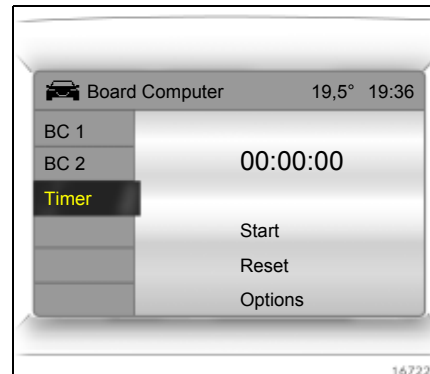 Board Computer 19,5° 19:36
BC 1
BC 2
00:00:00
Timer
Start
Reset
Options
16722